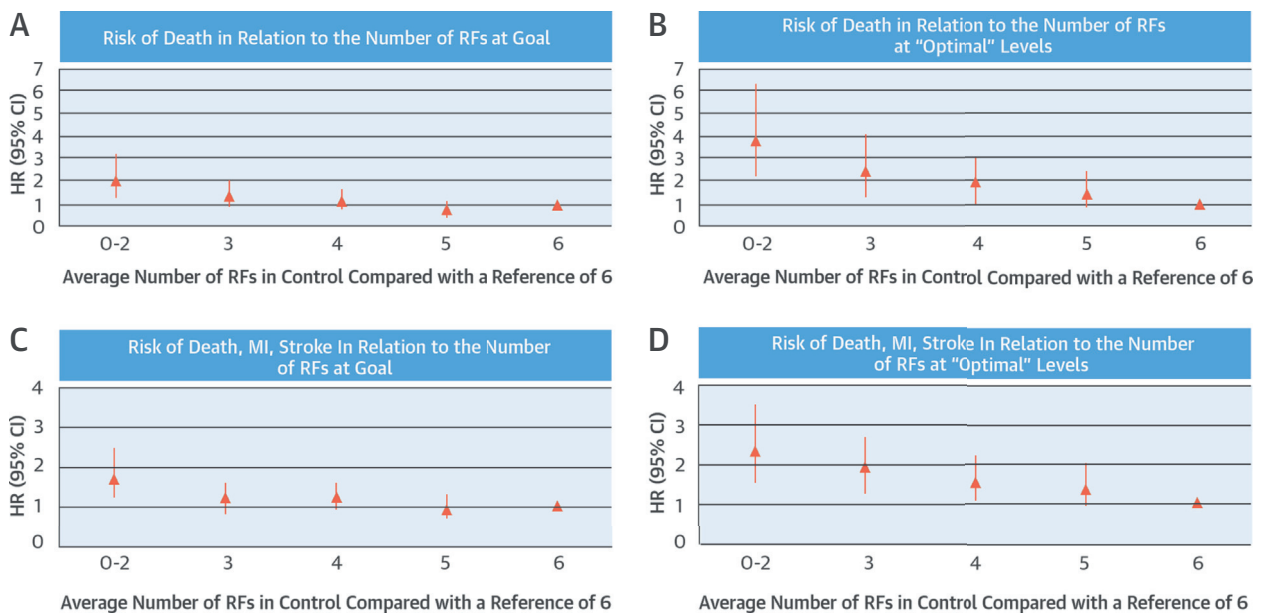 A
Risk of Death in Relation to the Number of RFs at Goal
HR (95% CI)
7
6
5
4
3
2
1
0
0-2 3 4 5 6
Average Number of RFs in Control Compared with a Reference of 6
B
Risk of Death in Relation to the Number of RFs
at "Optimal" Levels
HR (95% CI)
7
6
5
4
3
2
1
0
0-2 3 4 5 6
Average Number of RFs in Control Compared with a Reference of 6
C
Risk of Death, MI, Stroke In Relation to the Number
of RFs at Goal
HR (95% CI)
4
3
2
1
0
0-2 3 4 5 6
Average Number of RFs in Control Compared with a Reference of 6
D
Risk of Death, MI, Stroke In Relation to the Number
of RFs at "Optimal" Levels
HR (95% CI)
4
3
2
1
0
0-2 3 4 5 6
Average Number of RFs in Control Compared with a Reference of 6